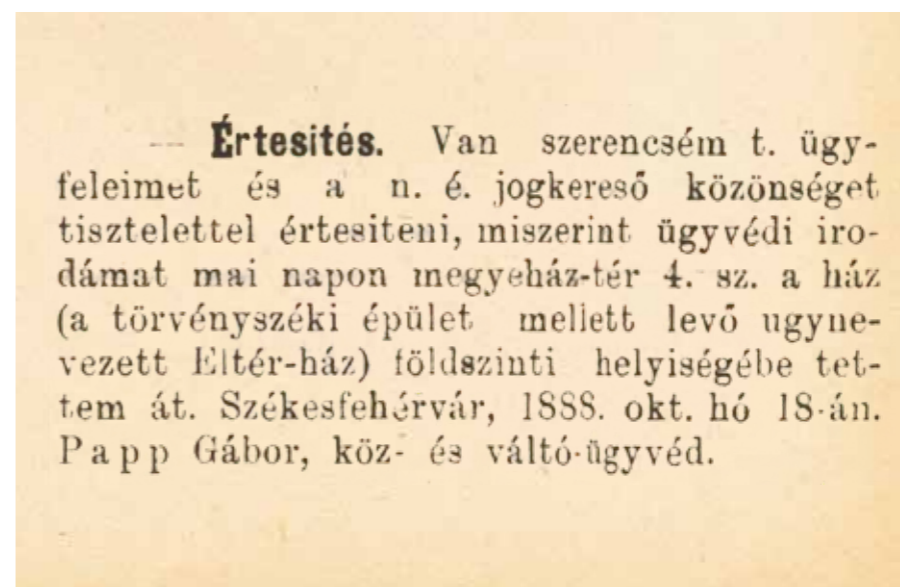 — Értesités. Van szerencsém t. ügy-
feleimet és a n. é. jogkereső közönséget
tisztelettel értesiteni, miszerint ügyvédi iro-
dámat mai napon megyeház-tér 4. sz. a ház
(a törvényszéki épület mellett levő ugyne-
vezett Eltér-ház) földszinti helyiségébe tet-
tem át. Székesfehérvár, 1888. okt. hó 18-án.
Papp Gábor, köz- és váltó-ügyvéd.